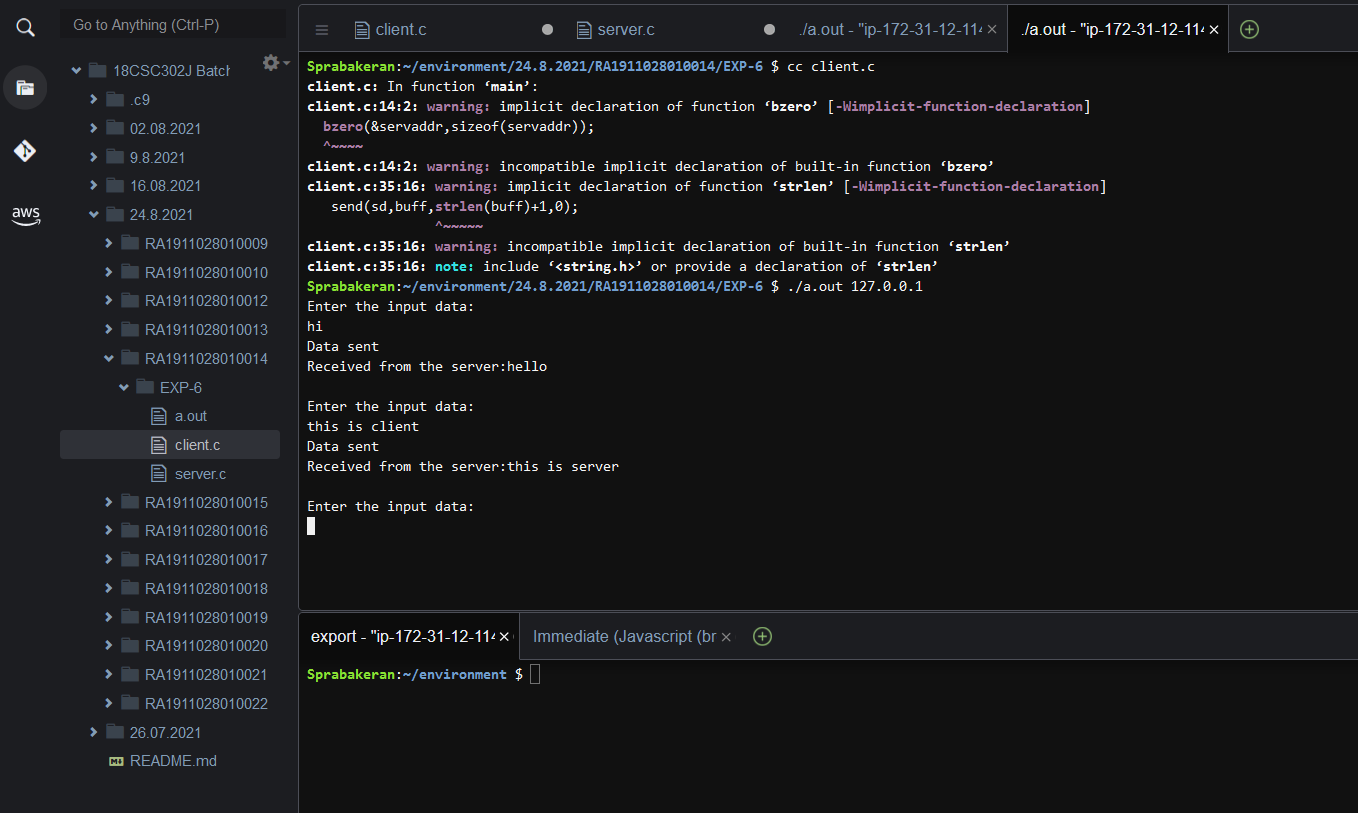 Go to Anything (Ctrl-P)
aws
18CSC302J Batch
.c9
02.08.2021
9.8.2021
16.08.2021
24.8.2021
RA1911028010009
RA1911028010010
RA1911028010012
RA1911028010013
RA1911028010014
EXP-6
a.out
client.c
server.c
RA1911028010015
RA1911028010016
RA1911028010017
RA1911028010018
RA1911028010019
RA1911028010020
RA1911028010021
RA1911028010022
26.07.2021
README.md
client.c
server.c
./a.out - "ip-172-31-12-114
./a.out - "ip-172-31-12-114
Sprabakeran:~/environment/24.8.2021/RA1911028010014/EXP-6 $ cc client.c
client.c: In function ‘main’:
client.c:14:2: warning: implicit declaration of function ‘bzero’ [-Wimplicit-function-declaration]
bzero(&servaddr,sizeof(servaddr));
^~~~~
client.c:14:2: warning: incompatible implicit declaration of built-in function ‘bzero’
client.c:35:16: warning: implicit declaration of function ‘strlen’ [-Wimplicit-function-declaration]
send(sd,buff,strlen(buff)+1,0);
^~~~~~
client.c:35:16: warning: incompatible implicit declaration of built-in function ‘strlen’
client.c:35:16: note: include ‘<string.h>’ or provide a declaration of ‘strlen’
Sprabakeran:~/environment/24.8.2021/RA1911028010014/EXP-6 $ ./a.out 127.0.0.1
Enter the input data:
hi
Data sent
Received from the server:hello
Enter the input data:
this is client
Data sent
Received from the server:this is server
Enter the input data:
export - "ip-172-31-12-114
Immediate (Javascript (br
Sprabakeran:~/environment $